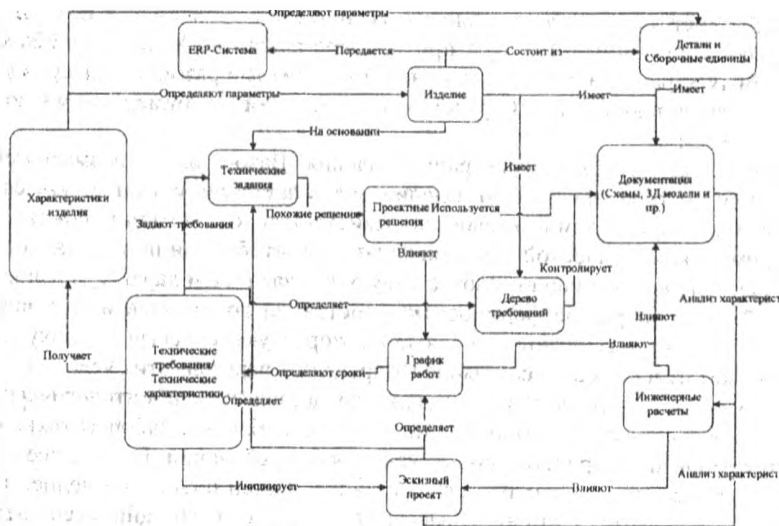 Определяют параметры
ERP-Система
Передается
Состоит из
Детали и
Сборочные единицы
Определяют параметры
Изделие
Имеет
Имеет
На основании
Характеристики
изделия
Технические
задания
Имеет
Документация
(Схемы, 3Д модели и
пр.)
Похожие решения
Проектные
решения
Используется
Задают требования
Влияют
Контролирует
Определяет
Дерево
требований
Анализ характерист
Влияют
Получает
Технические
требования/
Технические
характеристики
Определяют сроки
График
работ
Влияют
Определяет
Инженерные
расчеты
Определяет
Инициирует
Эскизный
проект
Влияют
Анализ характерист